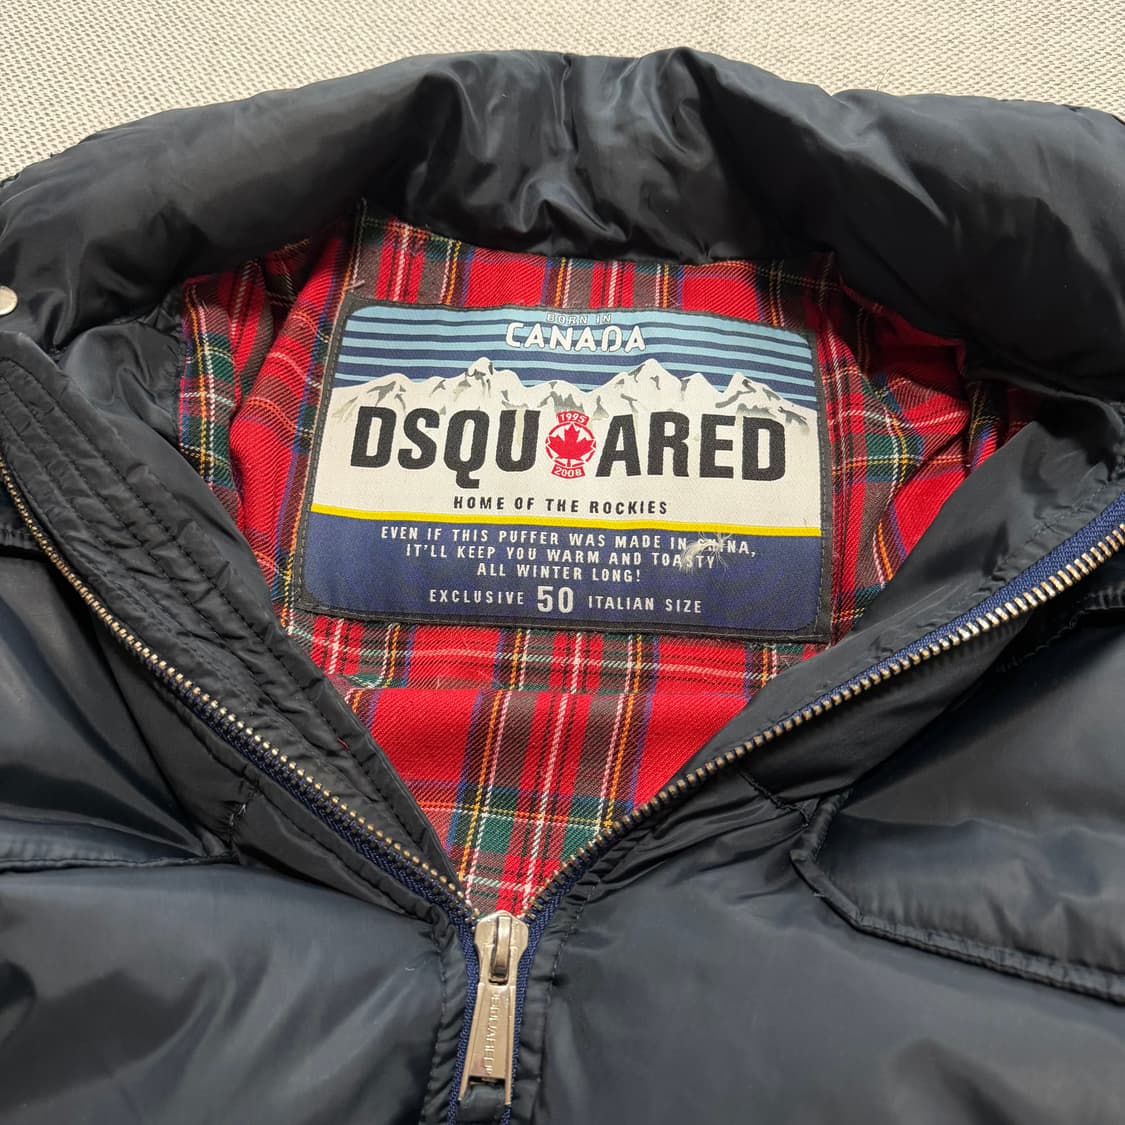 BORN IN
CANADA
DSQU ARED
1995
2008
HOME OF THE ROCKIES
EVEN IF THIS PUFFER WAS MADE IN CHINA,
IT'LL KEEP YOU WARM AND TOASTY
ALL WINTER LONG!
EXCLUSIVE 50 ITALIAN SIZE
DSQUARED